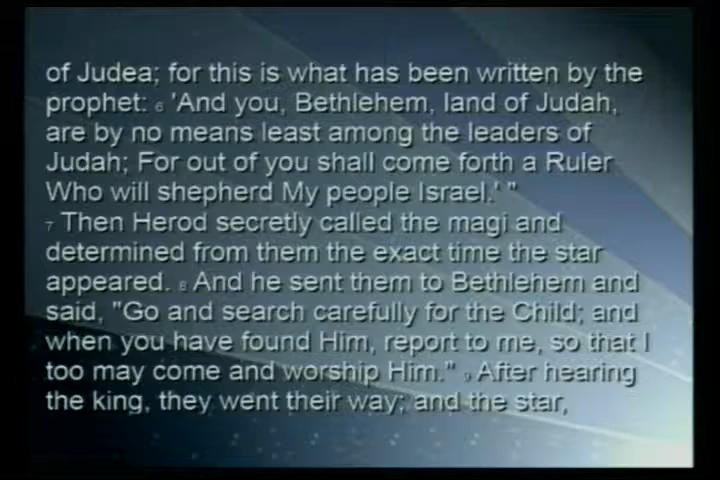 of Judea; for this is what has been written by the
prophet: 6 'And you, Bethlehem, land of Judah,
are by no means least among the leaders of
Judah; For out of you shall come forth a Ruler
Who will shepherd My people Israel.' "
7 Then Herod secretly called the magi and
determined from them the exact time the star
appeared. 8 And he sent them to Bethlehem and
said, "Go and search carefully for the Child; and
when you have found Him, report to me, so that I
too may come and worship Him." 9 After hearing
the king, they went their way; and the star,